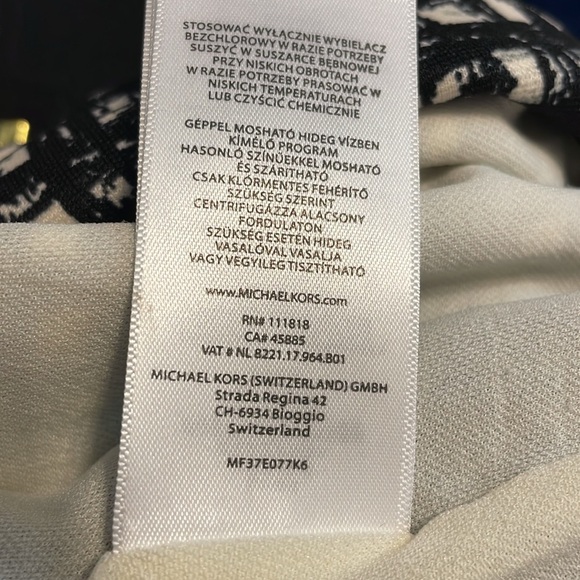 STOSOWAĆ WYŁĄCZNIE WYBIELACZ
BEZCHLOROWY W RAZIE POTRZEBY
SUSZYĆ W SUSZARCE BĘBNOWEJ
PRZY NISKICH OBROTACH
W RAZIE POTRZEBY PRASOWAĆ W
NISKICH TEMPERATURACH
LUB CZYŚCIĆ CHEMICZNIE
GÉPPEL MOSHATÓ HIDEG VÍZBEN
KÍMÉLŐ PROGRAM
HASONLÓ SZÍNUEKKEL MOSHATÓ
ÉS SZÁRÍTHATÓ
CSAK KLÓRMENTES FEHÉRÍTŐ
SZÜKSÉG SZERINT
CENTRIFUGÁZZA ALACSONY
FORDULATON
SZÜKSÉG ESETÉN HIDEG
VASALÓVAL VASALJA
VAGY VEGYILEG TISZTÍTHATÓ
www.MICHAELKORS.com
RN# 111818
CA# 45885
VAT # NL 8221.17.964.B01
MICHAEL KORS (SWITZERLAND) GMBH
Strada Regina 42
CH-6934 Bioggio
Switzerland
MF37E077K6